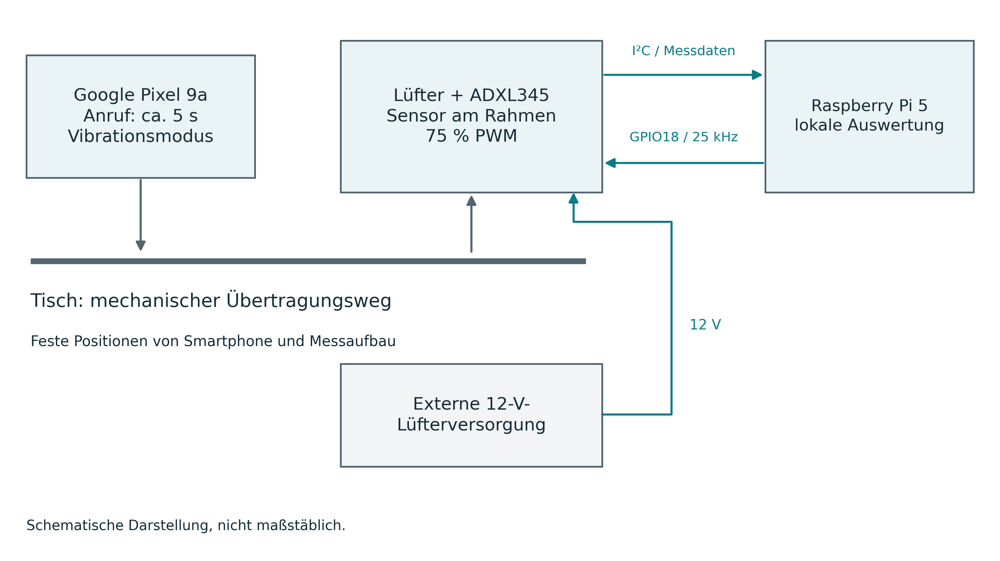 Google Pixel 9a
Anruf: ca. 5 s
Vibrationsmodus
Lüfter + ADXL345
Sensor am Rahmen
75 % PWM
I²C / Messdaten
GPIO18 / 25 kHz
Raspberry Pi 5
lokale Auswertung
Tisch: mechanischer Übertragungsweg
Feste Positionen von Smartphone und Messaufbau
12 V
Externe 12-V-
Lüfterversorgung
Schematische Darstellung, nicht maßstäblich.